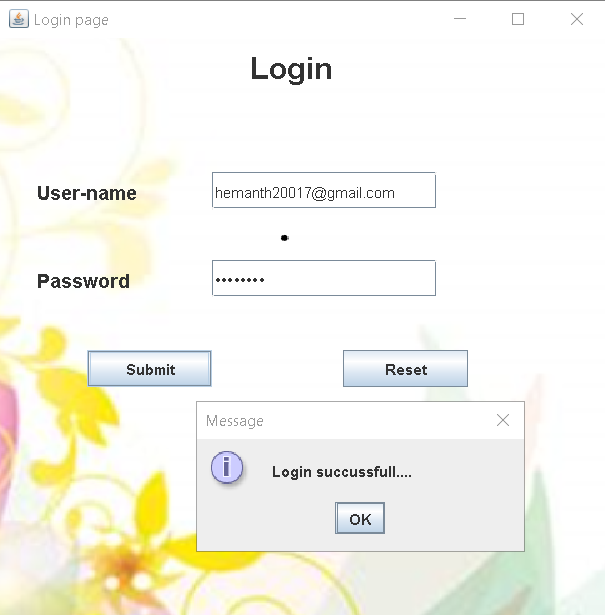 Login page
Login
User-name hemanth20017@gmail.com
Password ••••••••
Submit Reset
Message
i
Login succussfull....
OK